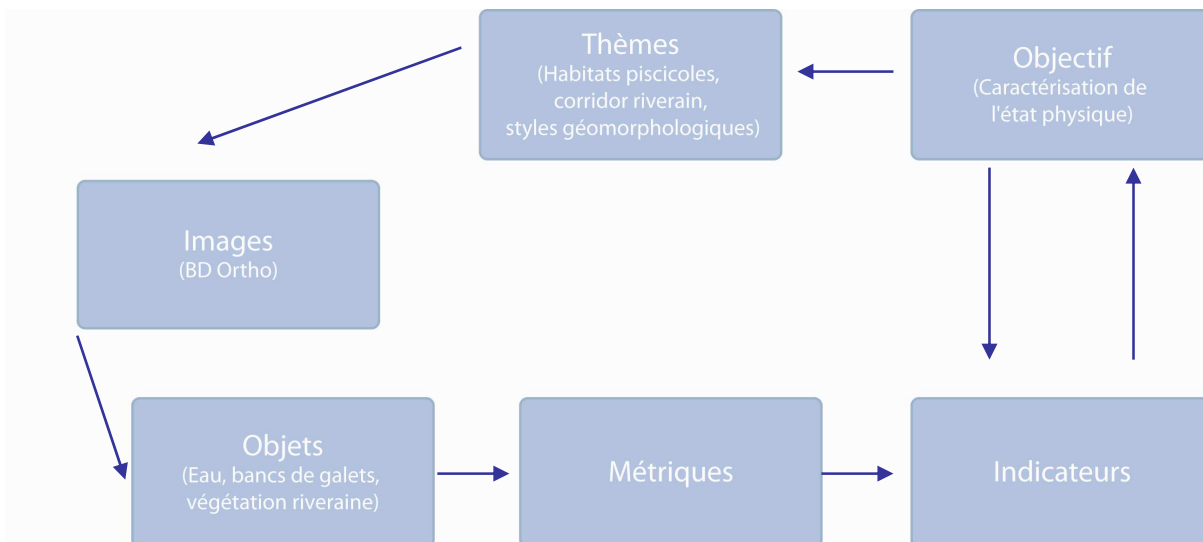 Thèmes
(Habitats piscicoles,
corridor riverain,
styles géomorphologiques)
Objectif
(Caractérisation de
l'état physique)
Images
(BD Ortho)
Objets
(Eau, bancs de galets,
végétation riveraine)
Métriques
Indicateurs